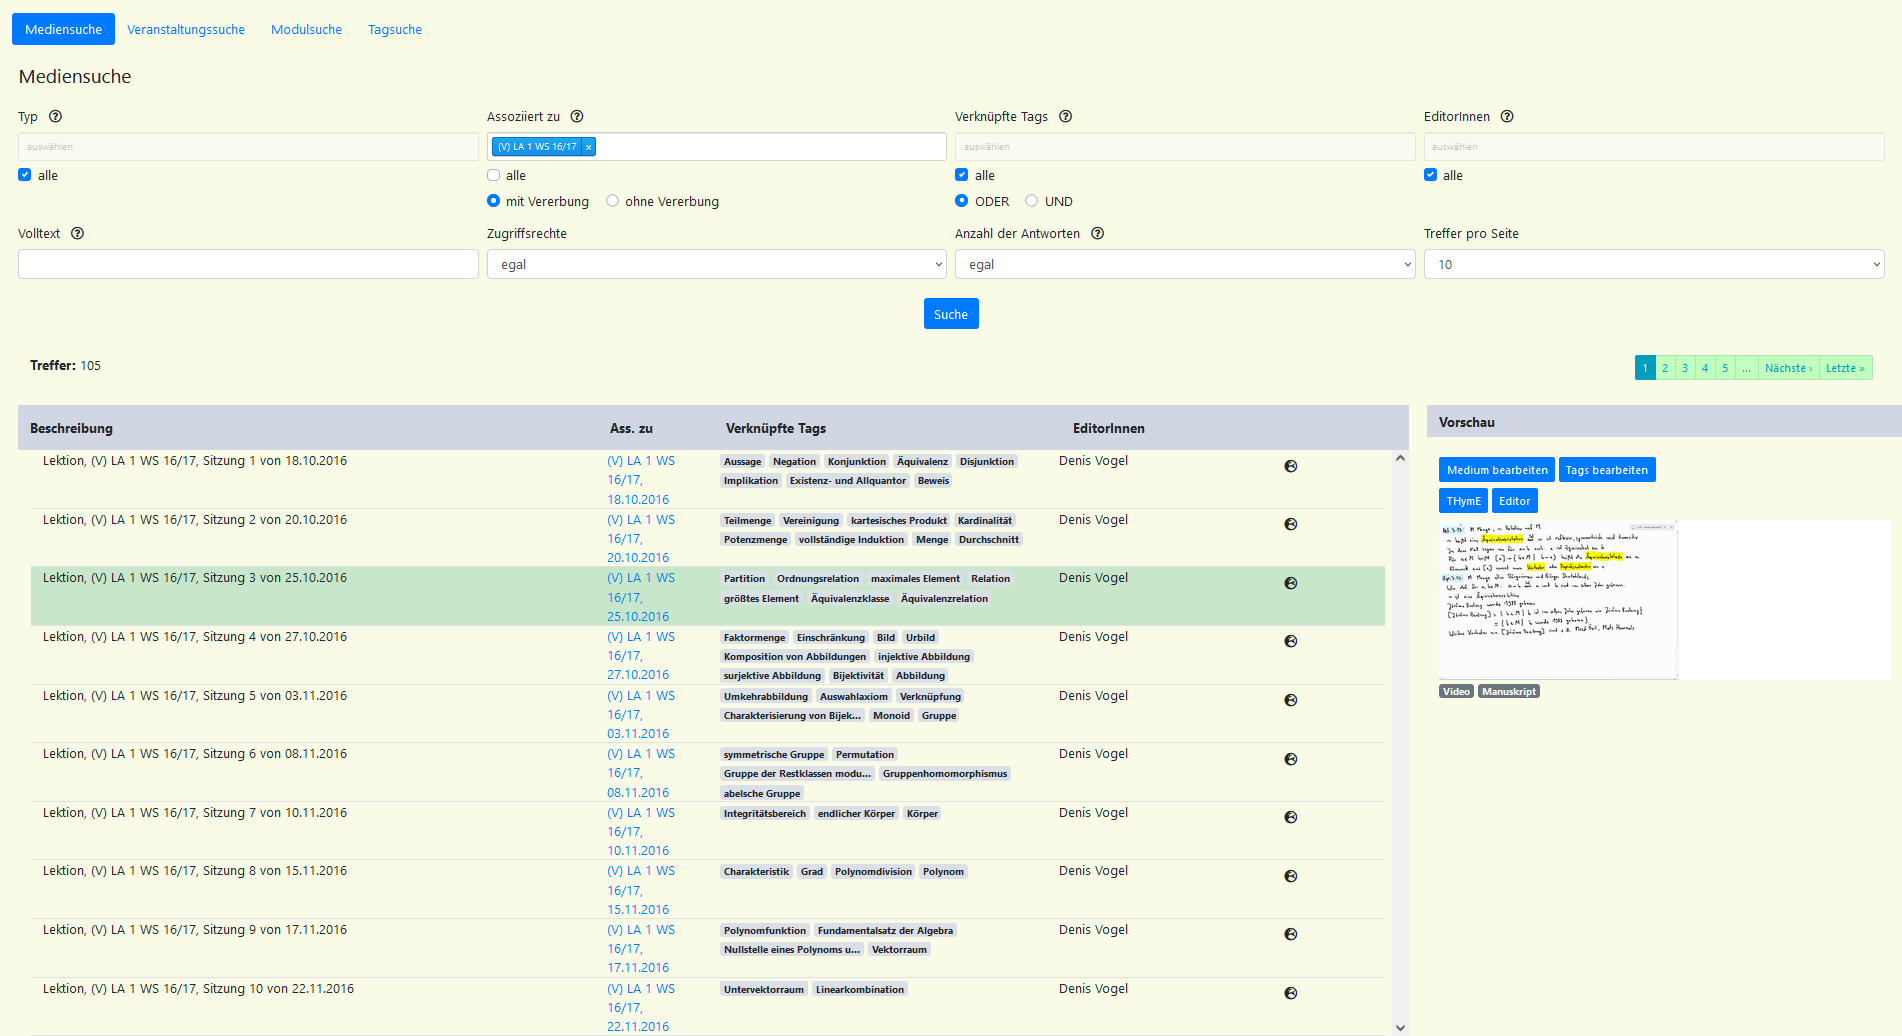 Mediensuche Veranstaltungssuche Modulsuche Tagsuche
Mediensuche
Typ Assoziiert zu Verknüpfte Tags EditorInnen
auswählen (V) LA 1 WS 16/17 × auswählen auswählen
alle alle alle alle
mit Vererbung ohne Vererbung ODER UND
Volltext Zugriffsrechte Anzahl der Antworten Treffer pro Seite
egal egal 10
Suche
Treffer: 105 1 2 3 4 5 ... Nächste › Letzte »
Beschreibung Ass. zu Verknüpfte Tags EditorInnen Vorschau
Lektion, (V) LA 1 WS 16/17, Sitzung 1 von 18.10.2016 (V) LA 1 WS Aussage Negation Konjunktion Äquivalenz Disjunktion Denis Vogel
16/17, Implikation Existenz- und Allquantor Beweis
18.10.2016
Lektion, (V) LA 1 WS 16/17, Sitzung 2 von 20.10.2016 (V) LA 1 WS Teilmenge Vereinigung kartesisches Produkt Kardinalität Denis Vogel
16/17, Potenzmenge vollständige Induktion Menge Durchschnitt
20.10.2016
Lektion, (V) LA 1 WS 16/17, Sitzung 3 von 25.10.2016 (V) LA 1 WS Partition Ordnungsrelation maximales Element Relation Denis Vogel
16/17, größtes Element Äquivalenzklasse Äquivalenzrelation
25.10.2016
Lektion, (V) LA 1 WS 16/17, Sitzung 4 von 27.10.2016 (V) LA 1 WS Faktormenge Einschränkung Bild Urbild Denis Vogel
16/17, Komposition von Abbildungen injektive Abbildung
27.10.2016 surjektive Abbildung Bijektivität Abbildung
Lektion, (V) LA 1 WS 16/17, Sitzung 5 von 03.11.2016 (V) LA 1 WS Umkehrabbildung Auswahlaxiom Verknüpfung Denis Vogel
16/17, Charakterisierung von Bijek... Monoid Gruppe
03.11.2016
Lektion, (V) LA 1 WS 16/17, Sitzung 6 von 08.11.2016 (V) LA 1 WS symmetrische Gruppe Permutation Denis Vogel
16/17, Gruppe der Restklassen modu... Gruppenhomomorphismus
08.11.2016 abelsche Gruppe
Lektion, (V) LA 1 WS 16/17, Sitzung 7 von 10.11.2016 (V) LA 1 WS Integritätsbereich endlicher Körper Körper Denis Vogel
16/17,
10.11.2016
Lektion, (V) LA 1 WS 16/17, Sitzung 8 von 15.11.2016 (V) LA 1 WS Charakteristik Grad Polynomdivision Polynom Denis Vogel
16/17,
15.11.2016
Lektion, (V) LA 1 WS 16/17, Sitzung 9 von 17.11.2016 (V) LA 1 WS Polynomfunktion Fundamentalsatz der Algebra Denis Vogel
16/17, Nullstelle eines Polynoms u... Vektorraum
17.11.2016
Lektion, (V) LA 1 WS 16/17, Sitzung 10 von 22.11.2016 (V) LA 1 WS Untervektorraum Linearkombination Denis Vogel
16/17,
22.11.2016
Medium bearbeiten Tags bearbeiten
THymE Editor
Video Manuskript